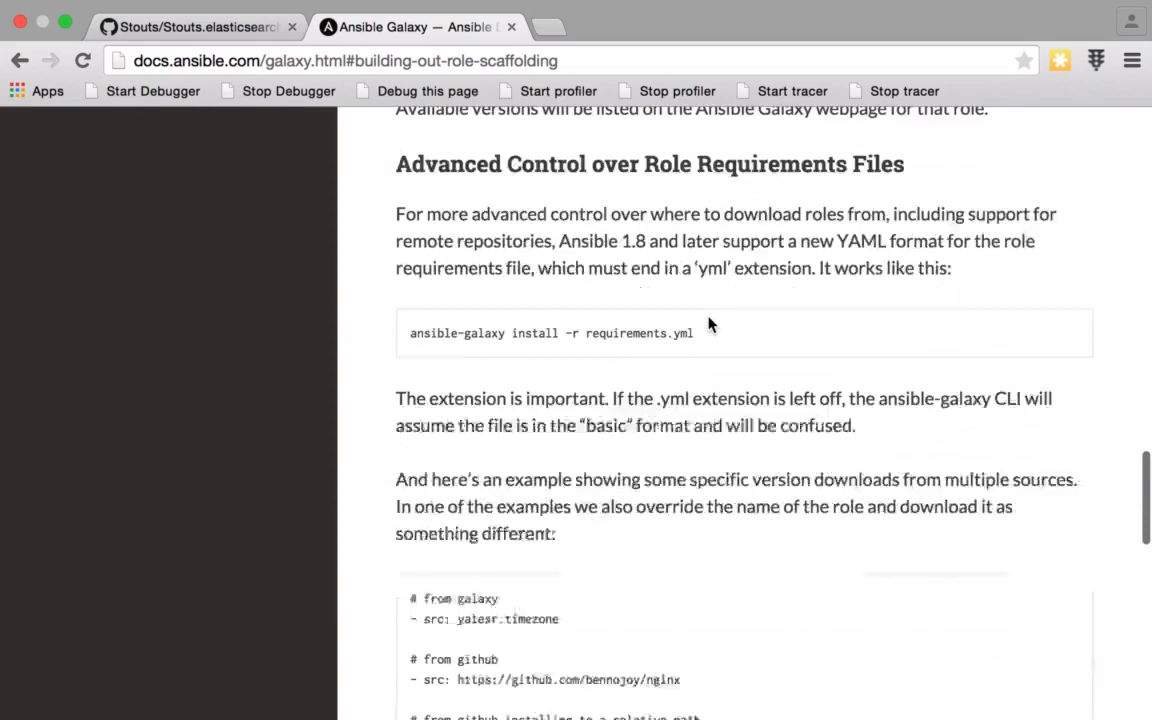 Stouts/Stouts.elasticsearch
Ansible Galaxy — Ansible
docs.ansible.com/galaxy.html#building-out-role-scaffolding
Apps Start Debugger Stop Debugger Debug this page Start profiler Stop profiler Start tracer Stop tracer
Available versions will be listed on the Ansible Galaxy webpage for that role.
Advanced Control over Role Requirements Files
For more advanced control over where to download roles from, including support for
remote repositories, Ansible 1.8 and later support a new YAML format for the role
requirements file, which must end in a ‘yml’ extension. It works like this:
ansible-galaxy install -r requirements.yml
The extension is important. If the .yml extension is left off, the ansible-galaxy CLI will
assume the file is in the “basic” format and will be confused.
And here’s an example showing some specific version downloads from multiple sources.
In one of the examples we also override the name of the role and download it as
something different:
# from galaxy
- src: yatesr.timezone
# from github
- src: https://github.com/bennojoy/nginx
# from github installing to a relative path